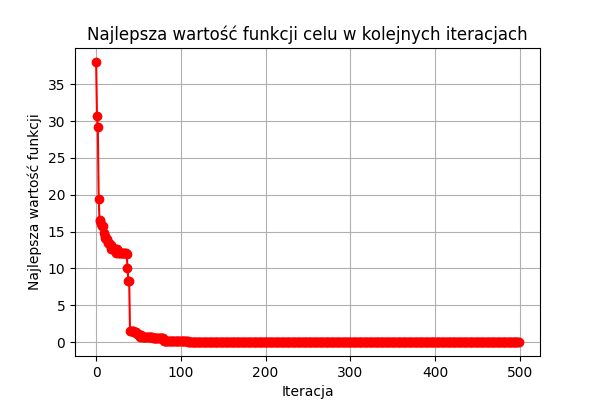 Najlepsza wartość funkcji celu w kolejnych iteracjach
Najlepsza wartość funkcji
35
30
25
20
15
10
5
0
0 100 200 300 400 500
Iteracja